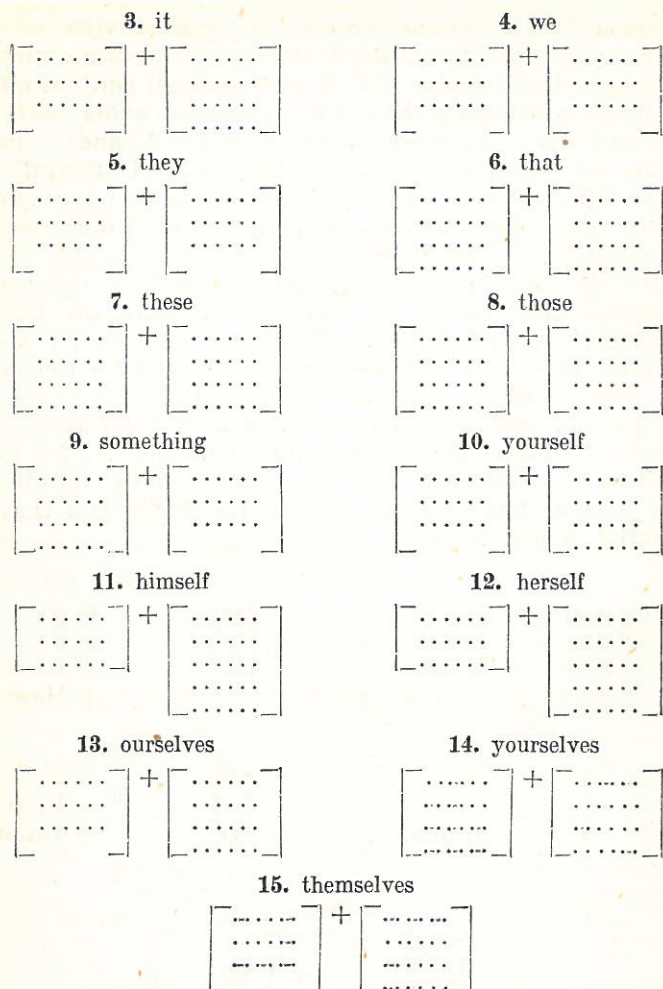 3. it 4. we
+ +
5. they 6. that
+ +
7. these 8. those
+ +
9. something 10. yourself
+ +
11. himself 12. herself
+ +
13. ourselves 14. yourselves
+ +
15. themselves
+